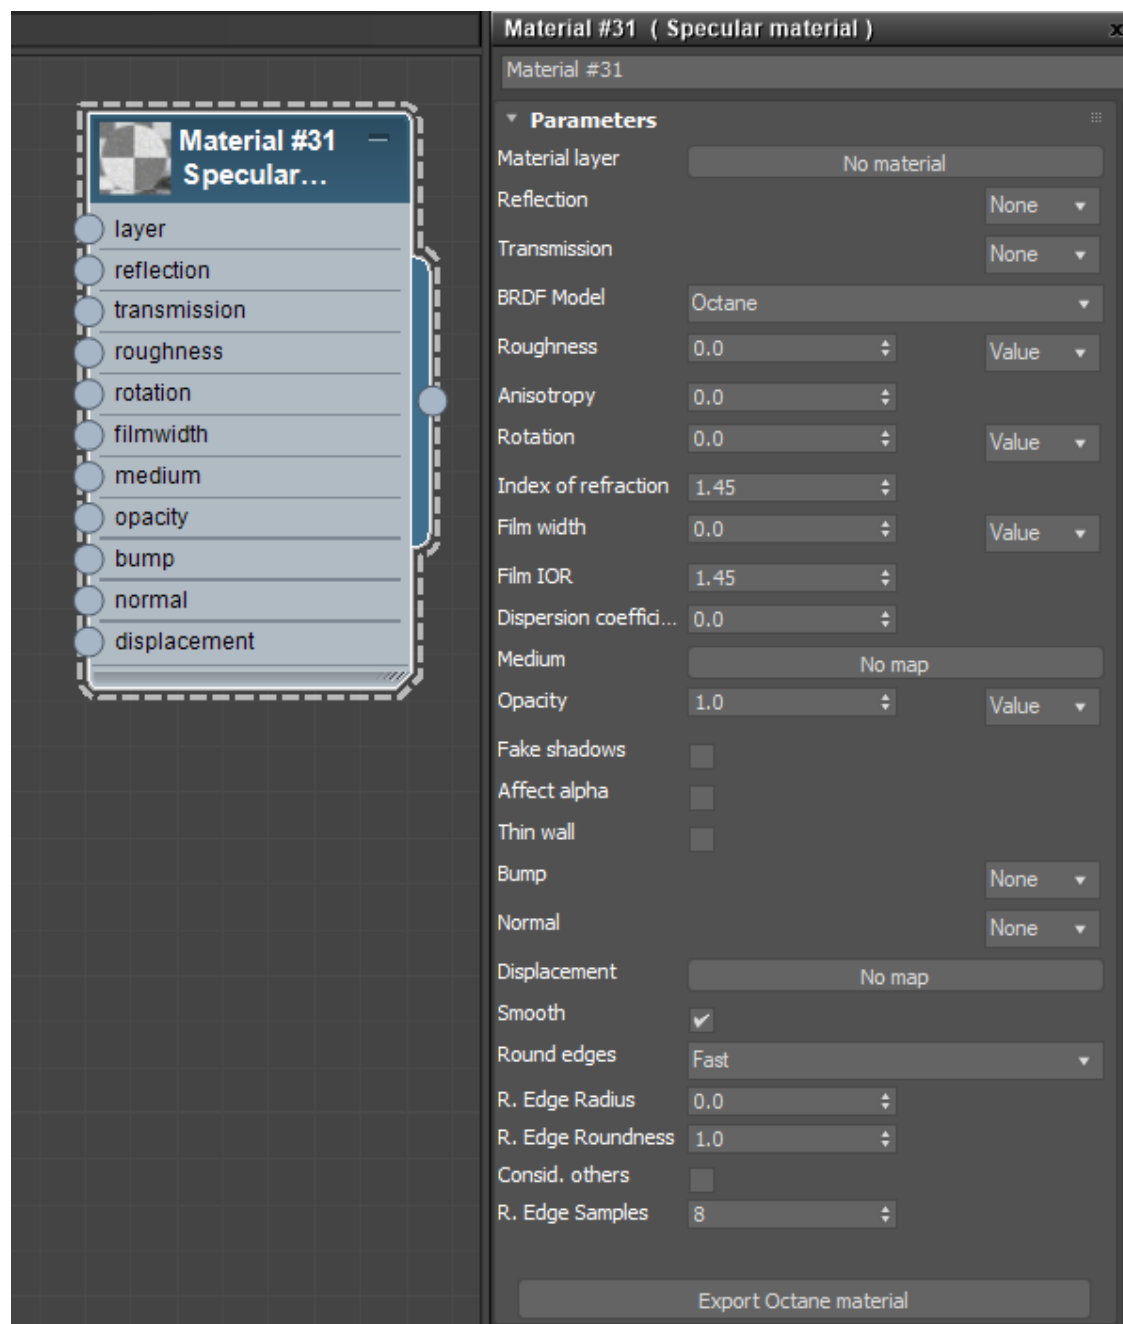 Material #31 ( Specular material )
x
Material #31
Material #31
Specular...
layer
reflection
transmission
roughness
rotation
filmwidth
medium
opacity
bump
normal
displacement
Parameters
Material layer No material
Reflection None
Transmission None
BRDF Model Octane
Roughness 0.0 Value
Anisotropy 0.0
Rotation 0.0 Value
Index of refraction 1.45
Film width 0.0 Value
Film IOR 1.45
Dispersion coeffici... 0.0
Medium No map
Opacity 1.0 Value
Fake shadows
Affect alpha
Thin wall
Bump None
Normal None
Displacement No map
Smooth
Round edges Fast
R. Edge Radius 0.0
R. Edge Roundness 1.0
Consid. others
R. Edge Samples 8
Export Octane material